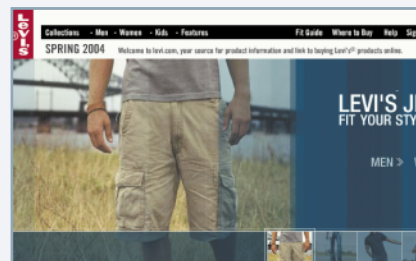 Levi's
Collections - Men - Women - Kids - Features Fit Guide Where to Buy Help
SPRING 2004 Welcome to levi.com, your source for product information and link to buying Levi's® products online.
LEVI'S
FIT YOUR
MEN »